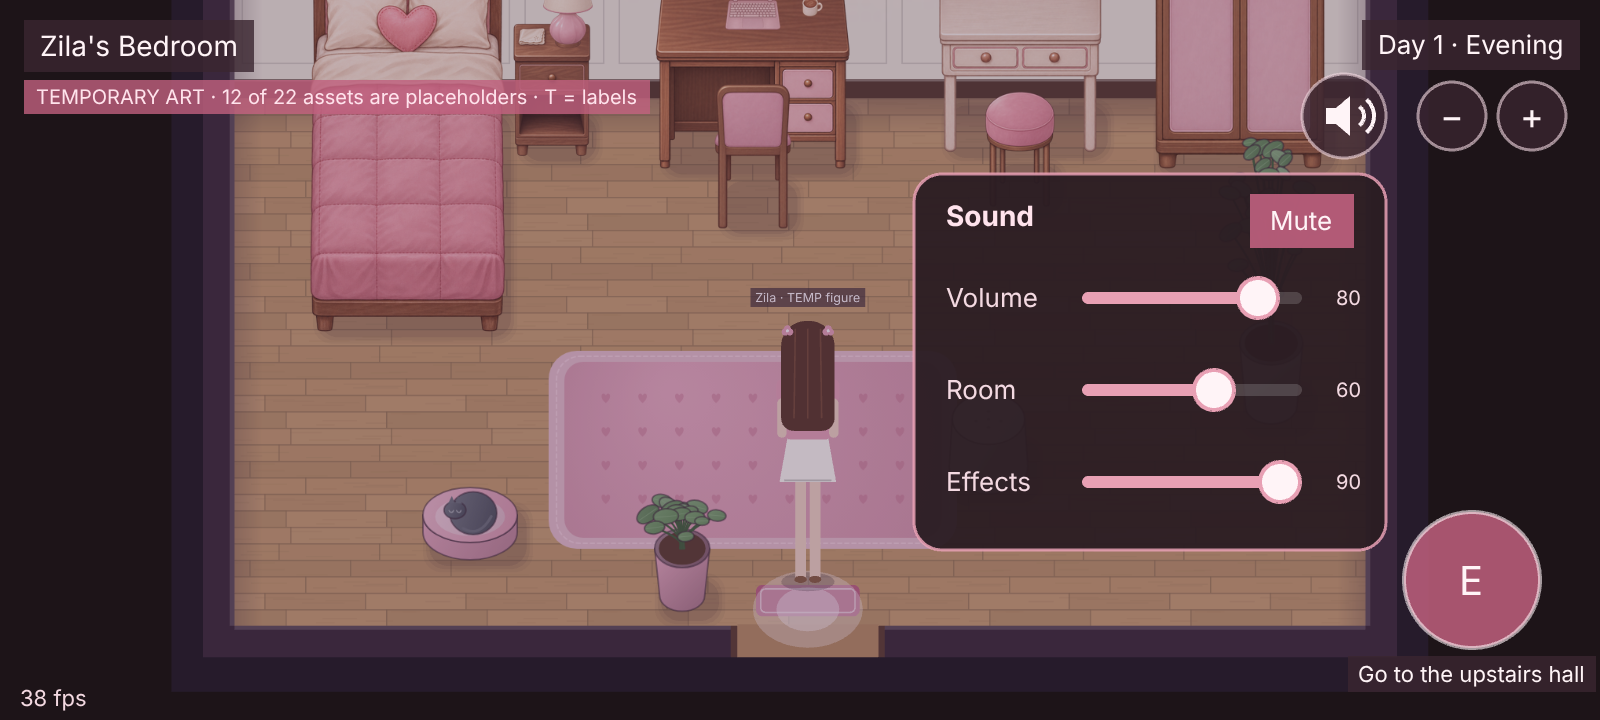 Zila's Bedroom
Day 1 · Evening
TEMPORARY ART · 12 of 22 assets are placeholders · T = labels
− +
Sound
Mute
Volume 80
Zila · TEMP figure
Room 60
Effects 90
E
Go to the upstairs hall
38 fps